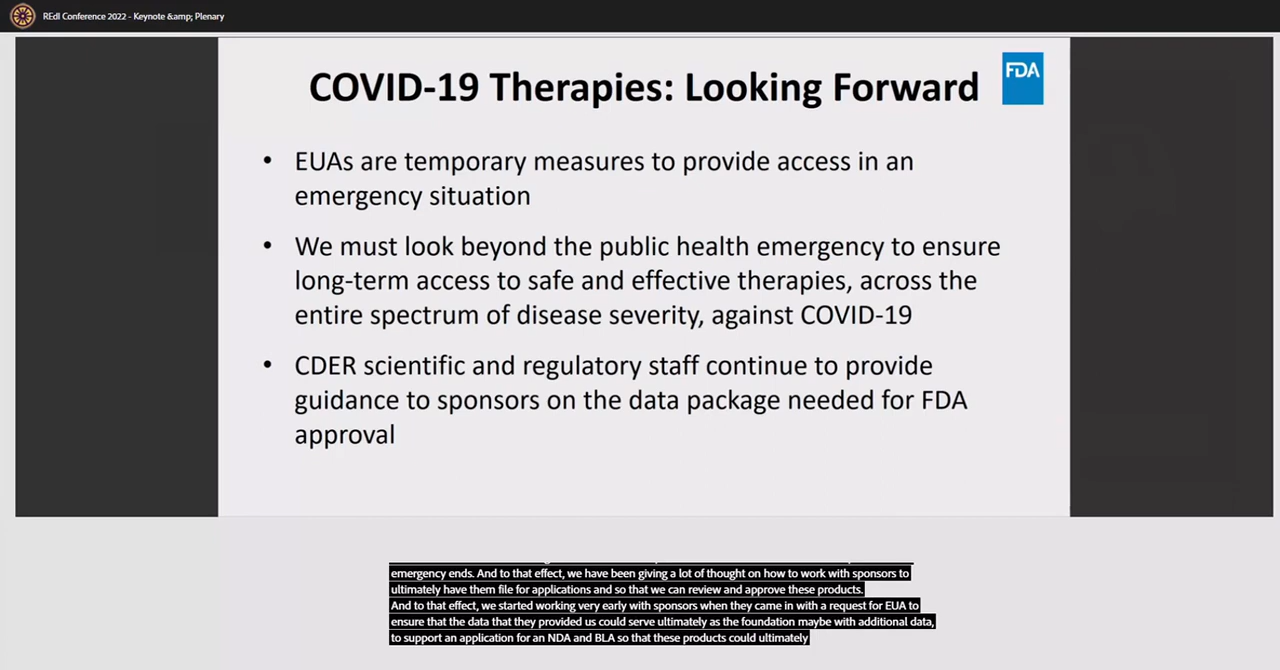 REdI Conference 2022 - Keynote &amp; Plenary
COVID-19 Therapies: Looking Forward
FDA
• EUAs are temporary measures to provide access in an
emergency situation
• We must look beyond the public health emergency to ensure
long-term access to safe and effective therapies, across the
entire spectrum of disease severity, against COVID-19
• CDER scientific and regulatory staff continue to provide
guidance to sponsors on the data package needed for FDA
approval
emergency ends. And to that effect, we have been giving a lot of thought on how to work with sponsors to
ultimately have them file for applications and so that we can review and approve these products.
And to that effect, we started working very early with sponsors when they came in with a request for EUA to
ensure that the data that they provided us could serve ultimately as the foundation maybe with additional data,
to support an application for an NDA and BLA so that these products could ultimately